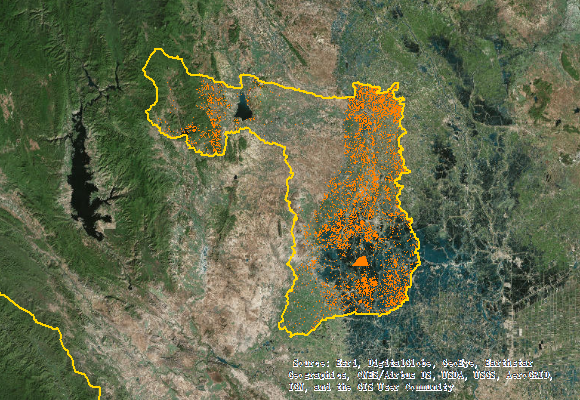 Source: Esri, DigitalGlobe, GeoEye, Earthstar
Geographics, CNES/Airbus DS, USDA, USGS, AeroGRID,
IGN, and the GIS User Community